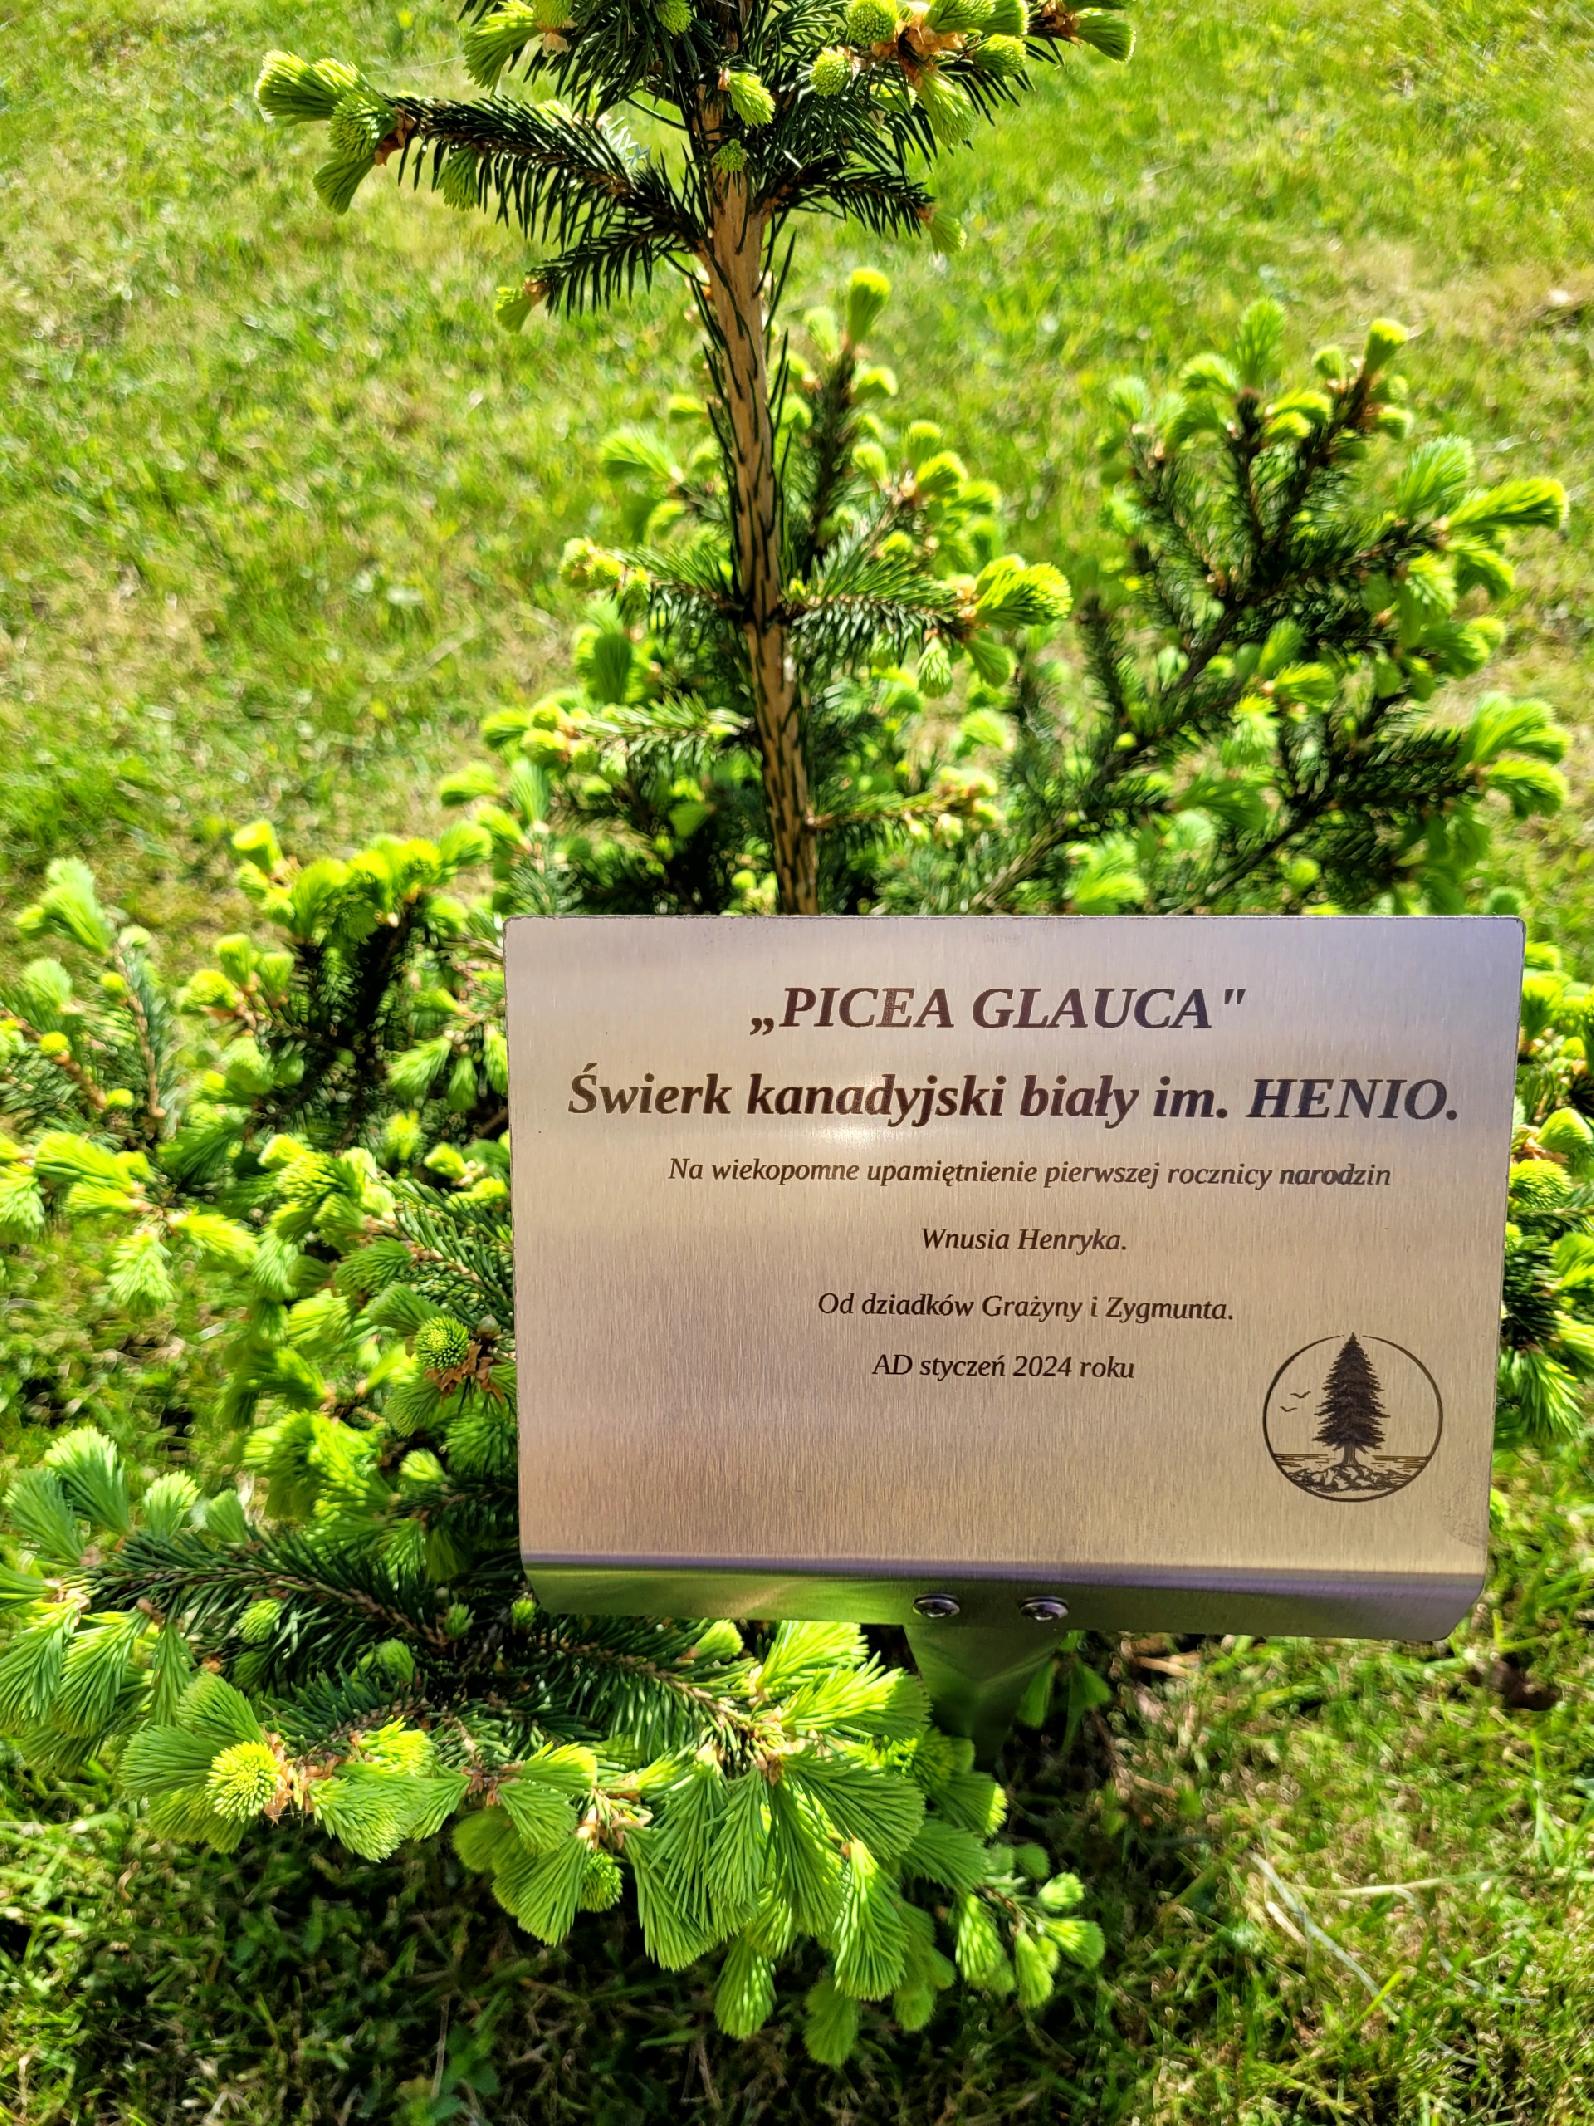 „PICEA GLAUCA"
Świerk kanadyjski biały im. HENIO.
Na wiekopomne upamiętnienie pierwszej rocznicy narodzin
Wnusia Henryka.
Od dziadków Grażyny i Zygmunta.
AD styczeń 2024 roku